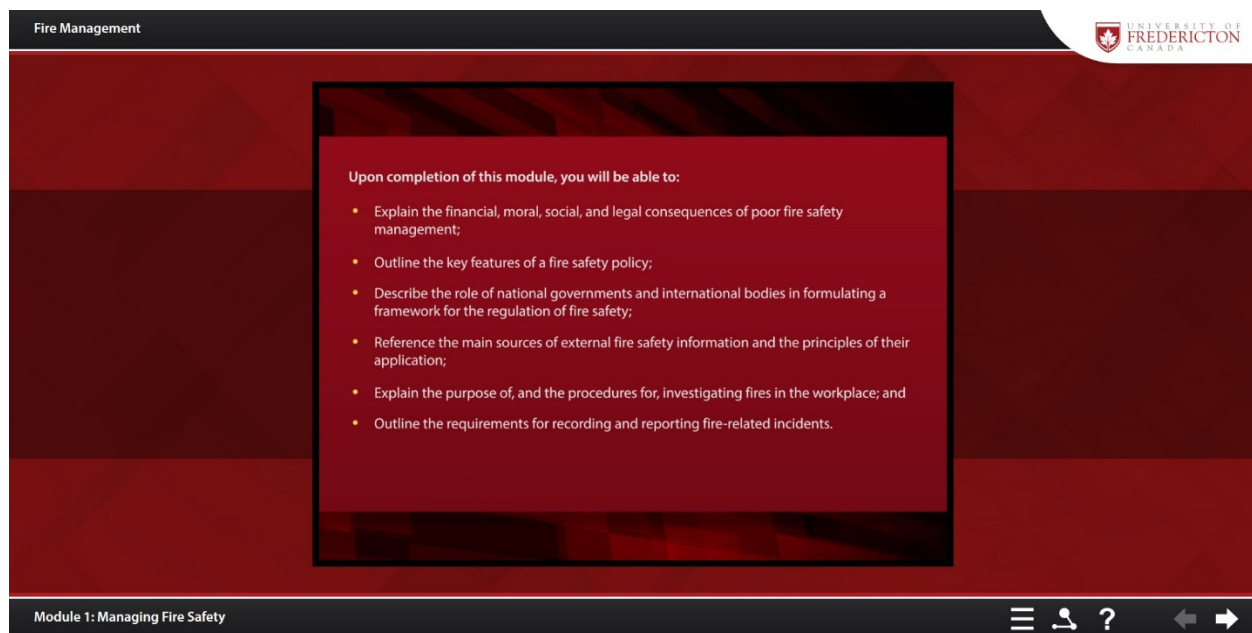 Fire Management
UNIVERSITY OF
FREDERICTON
CANADA
Upon completion of this module, you will be able to:
• Explain the financial, moral, social, and legal consequences of poor fire safety
management;
• Outline the key features of a fire safety policy;
• Describe the role of national governments and international bodies in formulating a
framework for the regulation of fire safety;
• Reference the main sources of external fire safety information and the principles of their
application;
• Explain the purpose of, and the procedures for, investigating fires in the workplace; and
• Outline the requirements for recording and reporting fire-related incidents.
Module 1: Managing Fire Safety
?